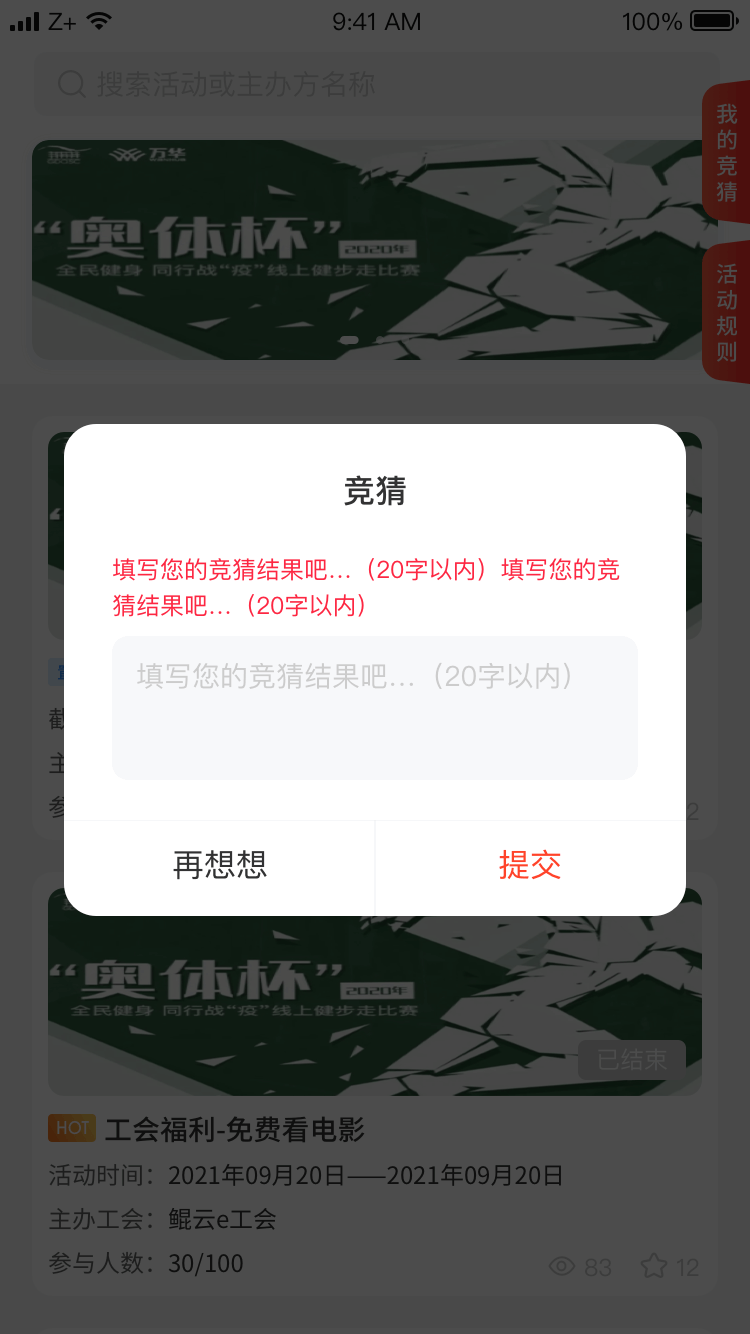 Z+ 9:41 AM 100%
搜索活动或主办方名称
我的竞猜
万华
“奥体杯”
2020年
全民健身 同行战“疫”线上健步走比赛
活动规则
竞猜
填写您的竞猜结果吧...（20字以内）填写您的竞
猜结果吧...（20字以内）
填写您的竞猜结果吧...（20字以内）
截
主
参
2
再想想
提交
“奥体杯”
2020年
全民健身 同行战“疫”线上健步走比赛
已结束
HOT 工会福利-免费看电影
活动时间：2021年09月20日——2021年09月20日
主办工会：鲲云e工会
参与人数：30/100
83 12